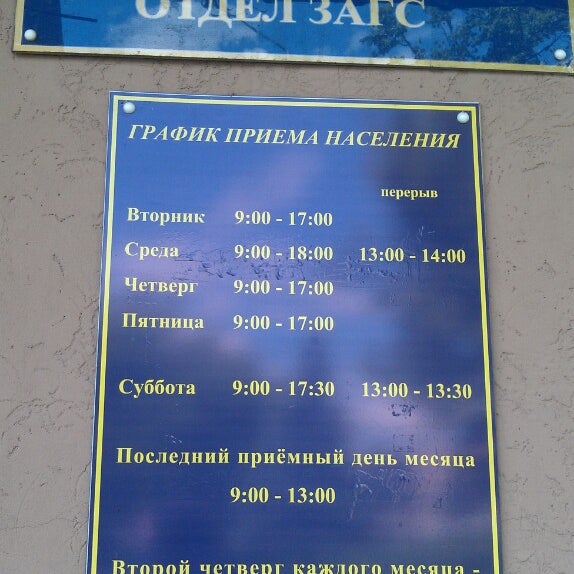 ОТДЕЛ ЗАГС
ГРАФИК ПРИЕМА НАСЕЛЕНИЯ
перерыв
Вторник 9:00 - 17:00
Среда 9:00 - 18:00 13:00 - 14:00
Четверг 9:00 - 17:00
Пятница 9:00 - 17:00
Суббота 9:00 - 17:30 13:00 - 13:30
Последний приёмный день месяца
9:00 - 13:00
Второй четверг каждого месяца -